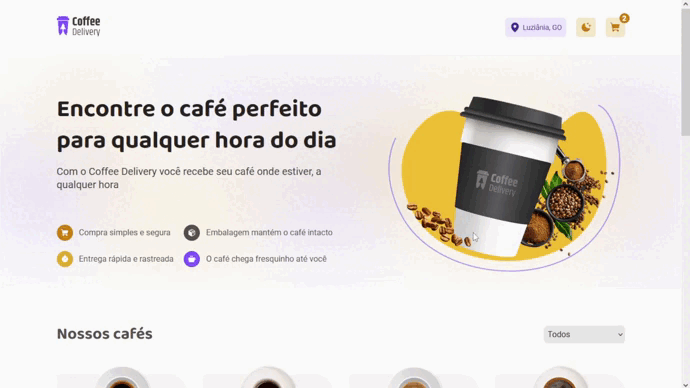 Coffee
Delivery
Luziânia, GO
2
Encontre o café perfeito
para qualquer hora do dia
Com o Coffee Delivery você recebe seu café onde estiver, a
qualquer hora
Coffee
Delivery
Compra simples e segura
Embalagem mantém o café intacto
Entrega rápida e rastreada
O café chega fresquinho até você
Nossos cafés
Todos